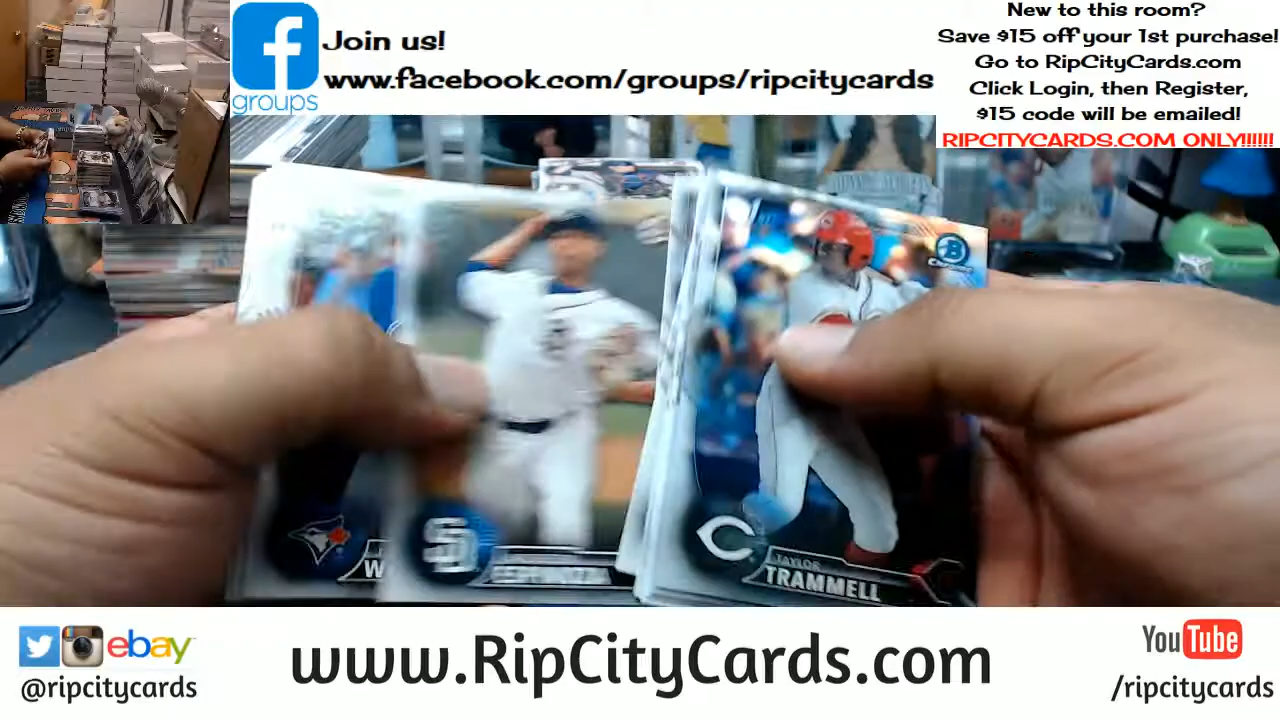 Join us!
www.facebook.com/groups/ripcitycards
groups
New to this room?
Save $15 off your 1st purchase!
Go to RipCityCards.com
Click Login, then Register,
$15 code will be emailed!
RIPCITYCARDS.COM ONLY!!!!!!
SD
TAYLOR
TRAMMELL
ebay
@ripcitycards
www.RipCityCards.com
YouTube
/ripcitycards